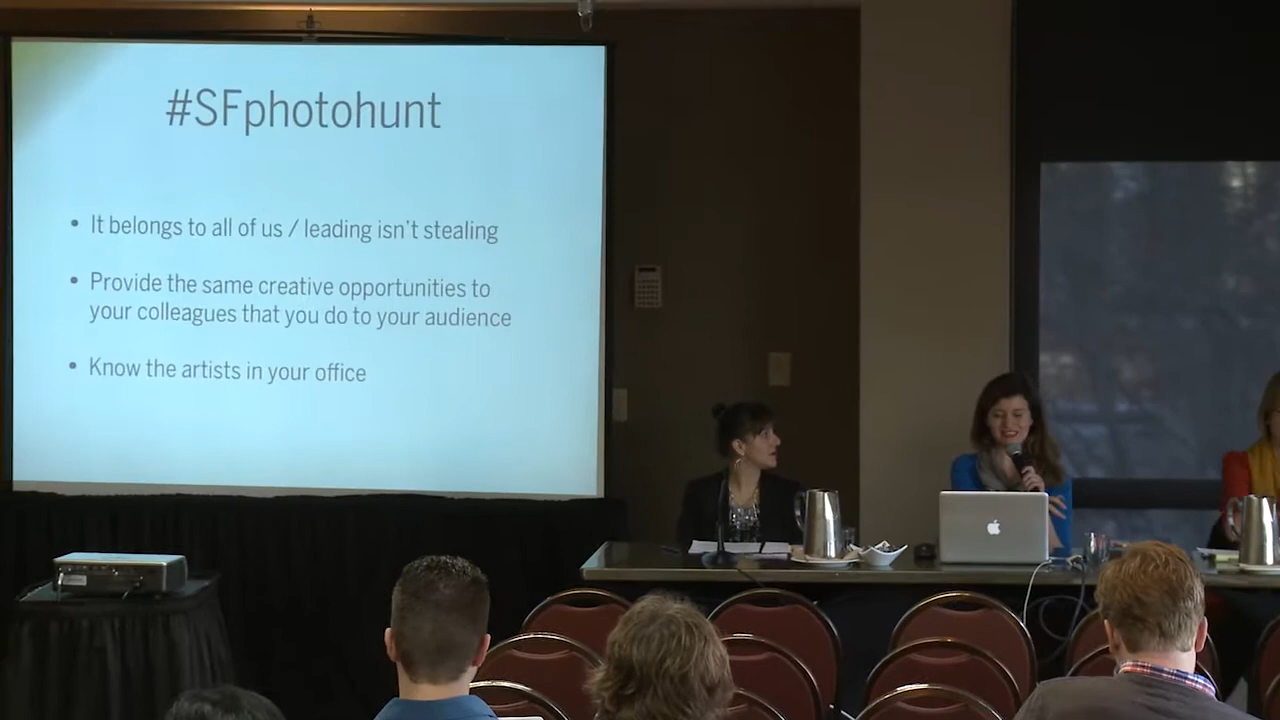 #SFphotohunt
• It belongs to all of us / leading isn't stealing
• Provide the same creative opportunities to
your colleagues that you do to your audience
• Know the artists in your office